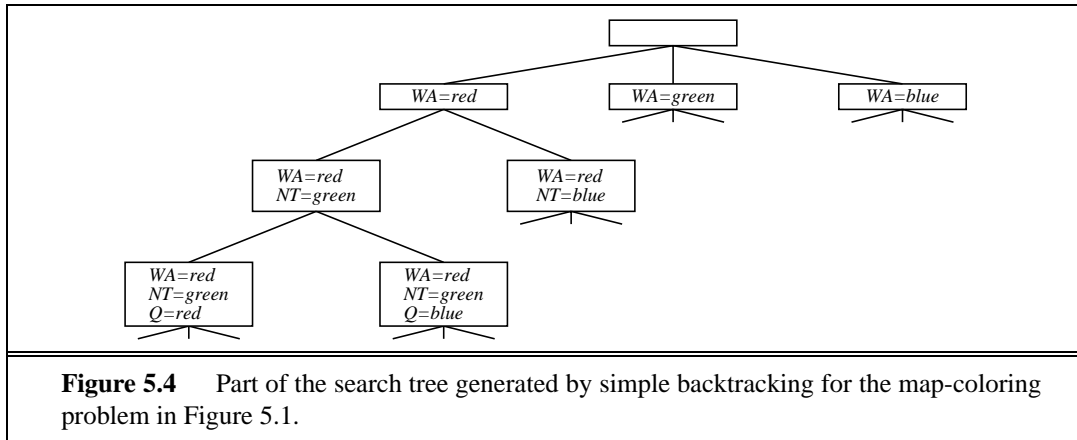 WA=red
WA=green
WA=blue
WA=red
NT=green
WA=red
NT=blue
WA=red
NT=green
Q=red
WA=red
NT=green
Q=blue
Figure 5.4 Part of the search tree generated by simple backtracking for the map-coloring
problem in Figure 5.1.